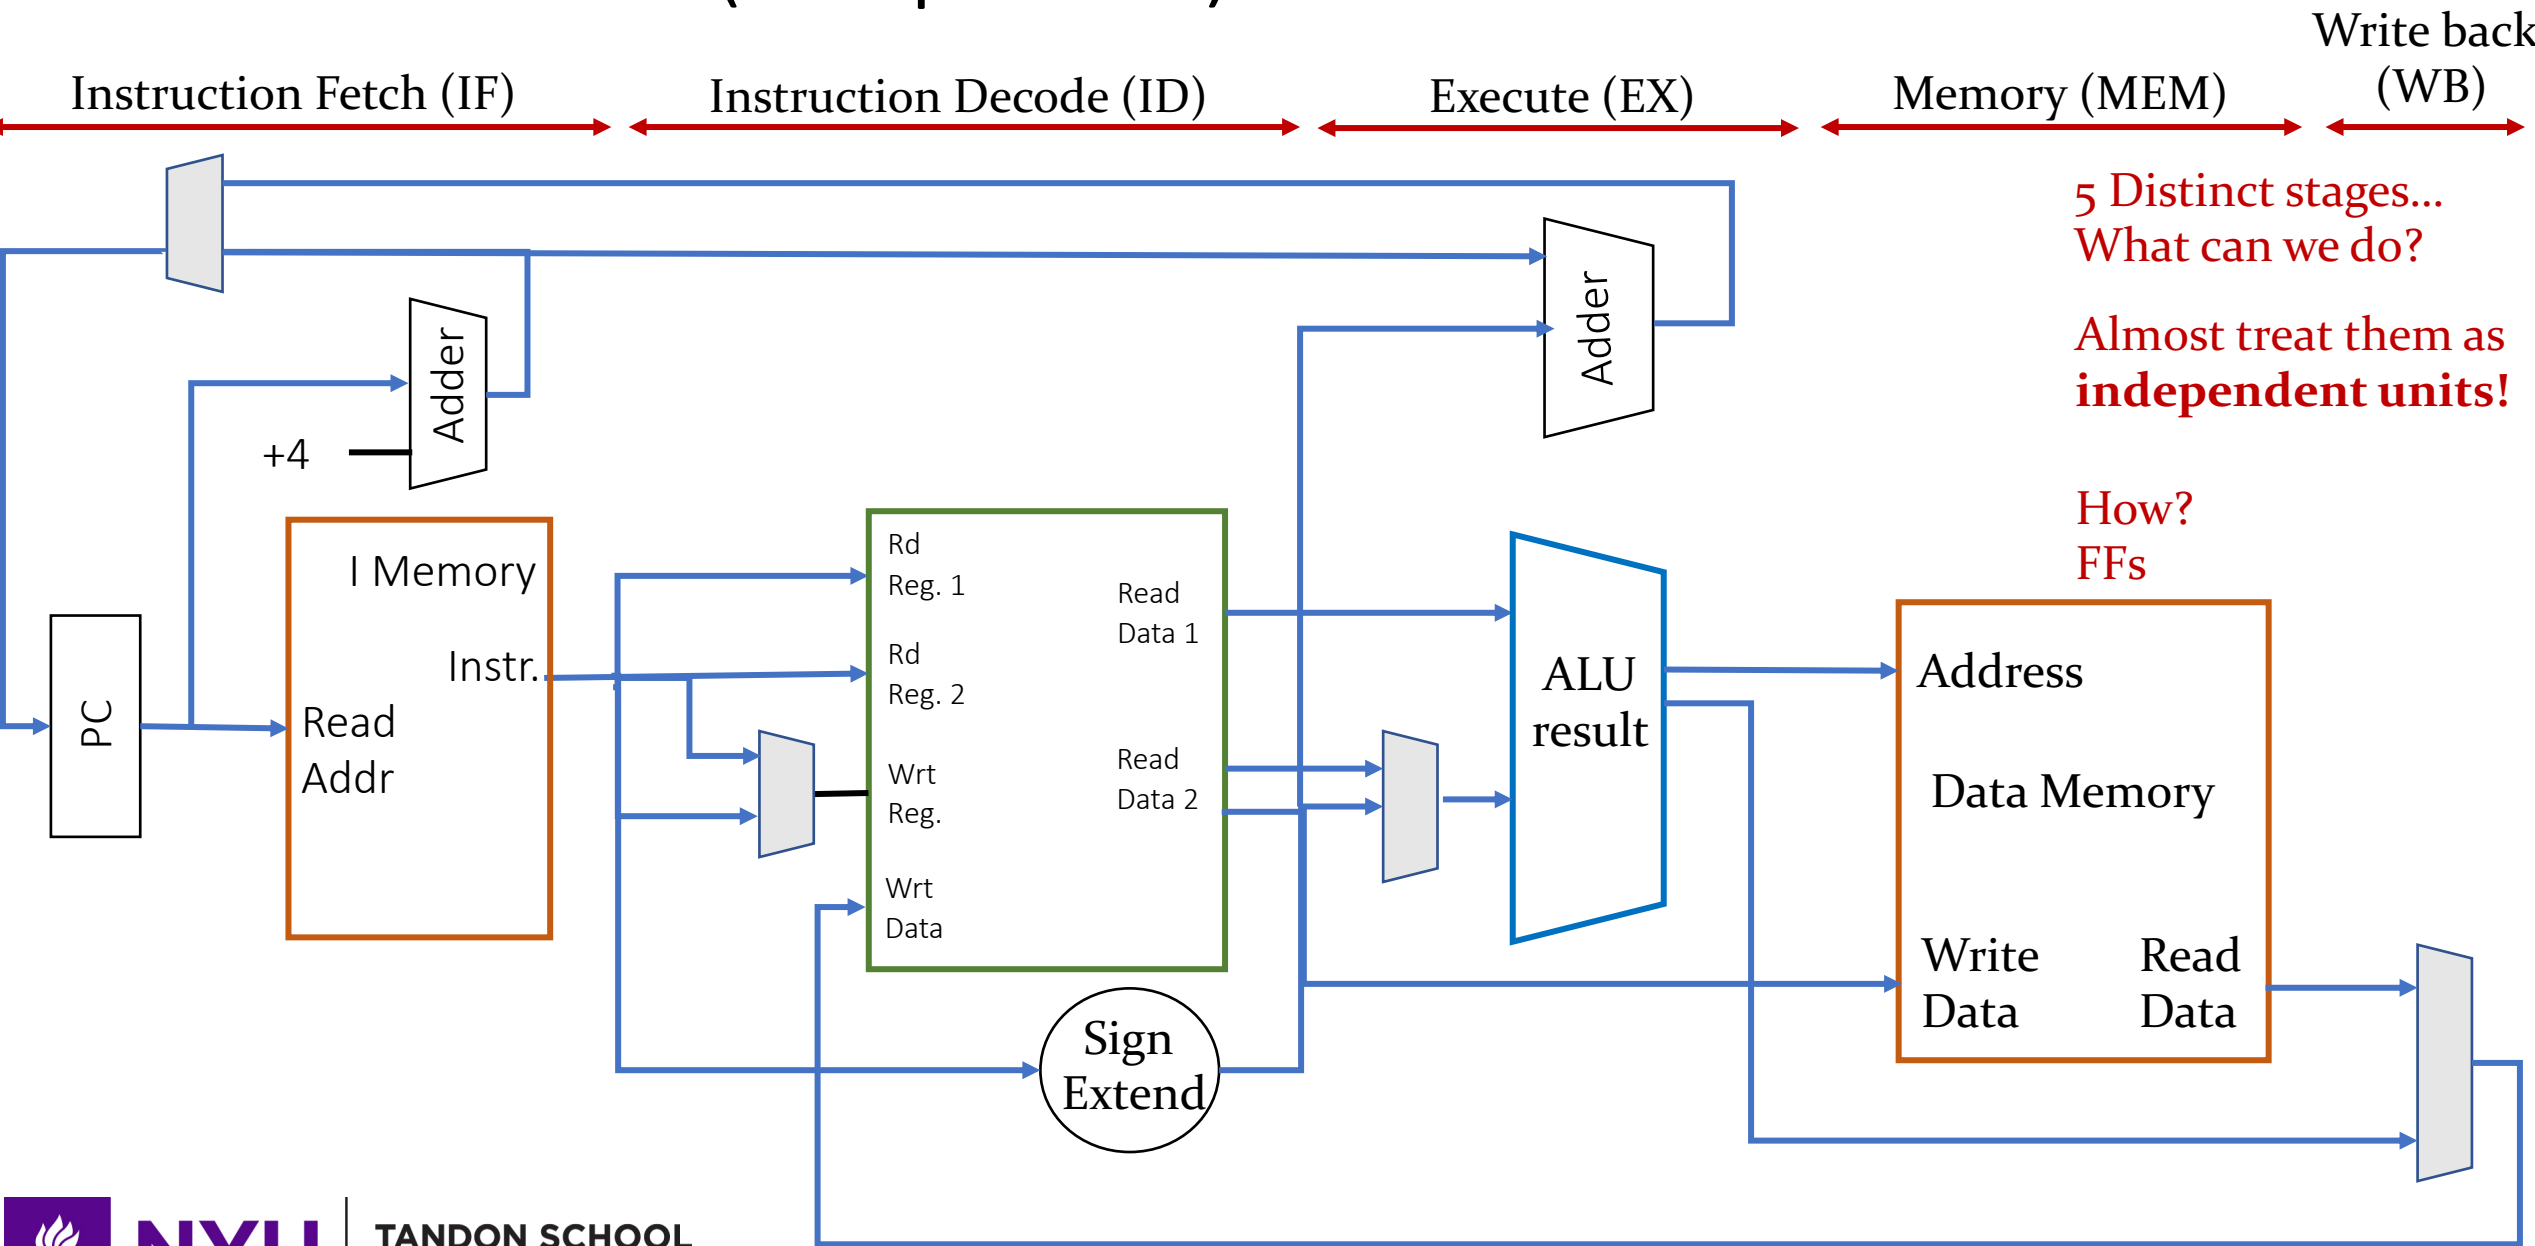 Write back
(WB)
Instruction Fetch (IF)
Instruction Decode (ID)
Execute (EX)
Memory (MEM)
5 Distinct stages...
What can we do?
Almost treat them as
independent units!
How?
FFs
Adder
+4
Adder
I Memory
Instr.
Read
Addr
PC
Rd
Reg. 1
Rd
Reg. 2
Wrt
Reg.
Wrt
Data
Read
Data 1
Read
Data 2
Sign
Extend
ALU
result
Address
Data Memory
Write
Data
Read
Data
NYU
TANDON SCHOOL